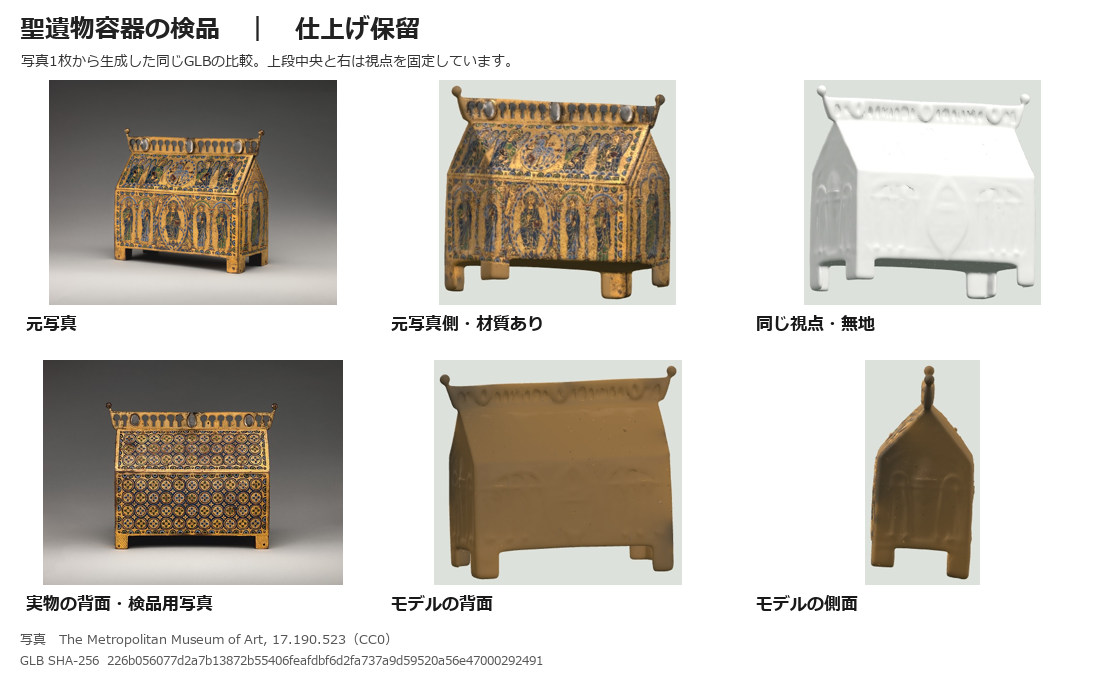 聖遺物容器の検品　｜　仕上げ保留
写真1枚から生成した同じGLBの比較。上段中央と右は視点を固定しています。
元写真
元写真側・材質あり
同じ視点・無地
実物の背面・検品用写真
モデルの背面
モデルの側面
写真　The Metropolitan Museum of Art, 17.190.523（CC0）
GLB SHA-256  226b056077d2a7b13872b55406feafdbf6d2fa737a9d59520a56e47000292491